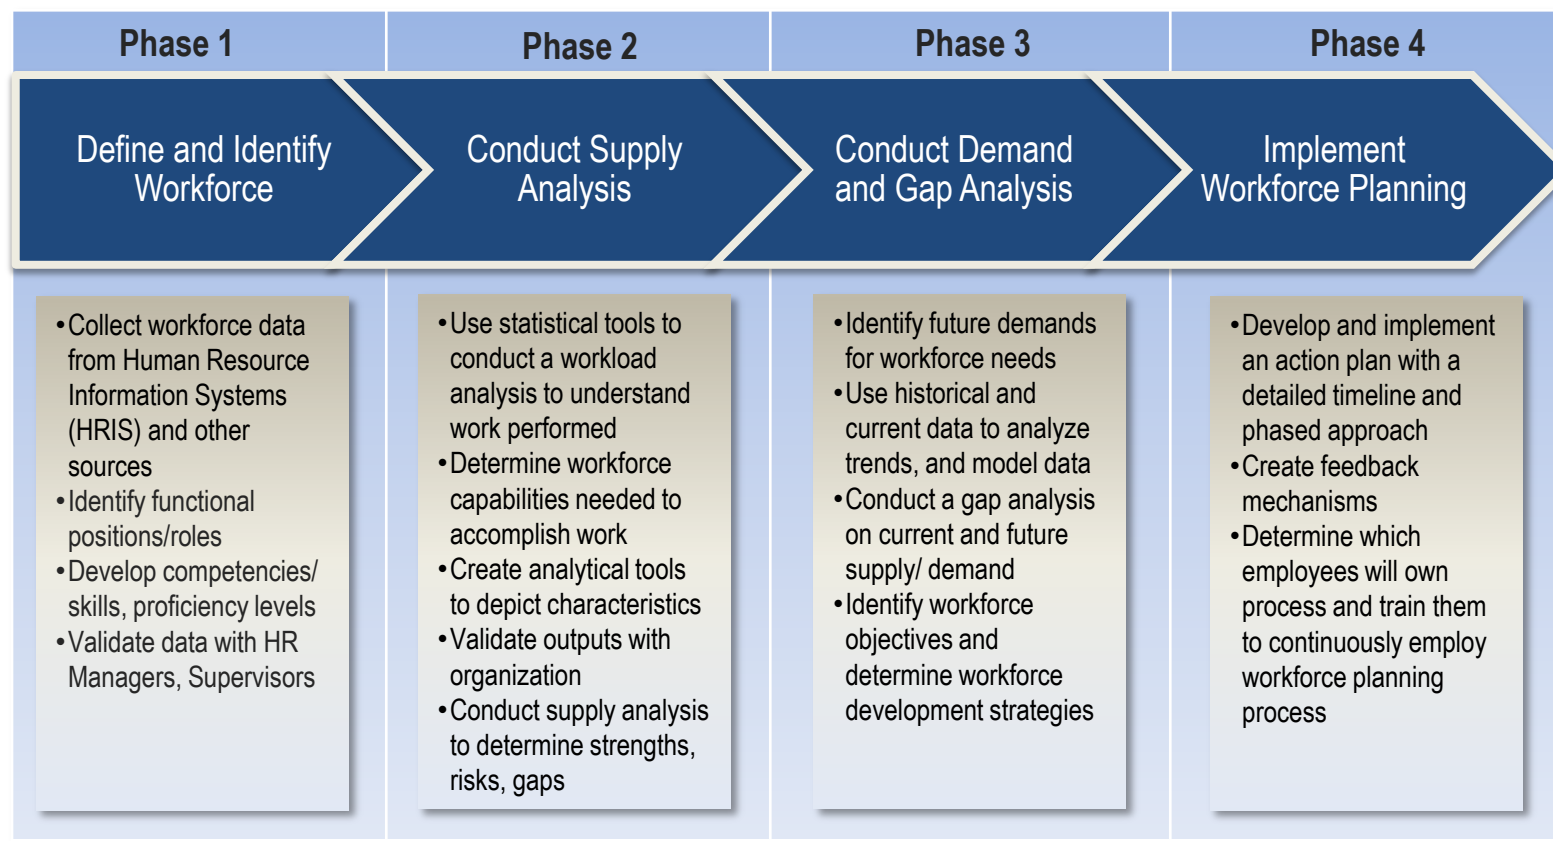 Phase 1
Phase 2
Phase 3
Phase 4
Define and Identify
Workforce
Conduct Supply
Analysis
Conduct Demand
and Gap Analysis
Implement
Workforce Planning
•Collect workforce data
from Human Resource
Information Systems
(HRIS) and other
sources
•Identify functional
positions/roles
•Develop competencies/
skills, proficiency levels
•Validate data with HR
Managers, Supervisors
•Use statistical tools to
conduct a workload
analysis to understand
work performed
•Determine workforce
capabilities needed to
accomplish work
•Create analytical tools
to depict characteristics
•Validate outputs with
organization
•Conduct supply analysis
to determine strengths,
risks, gaps
•Identify future demands
for workforce needs
•Use historical and
current data to analyze
trends, and model data
•Conduct a gap analysis
on current and future
supply/ demand
•Identify workforce
objectives and
determine workforce
development strategies
•Develop and implement
an action plan with a
detailed timeline and
phased approach
•Create feedback
mechanisms
•Determine which
employees will own
process and train them
to continuously employ
workforce planning
process